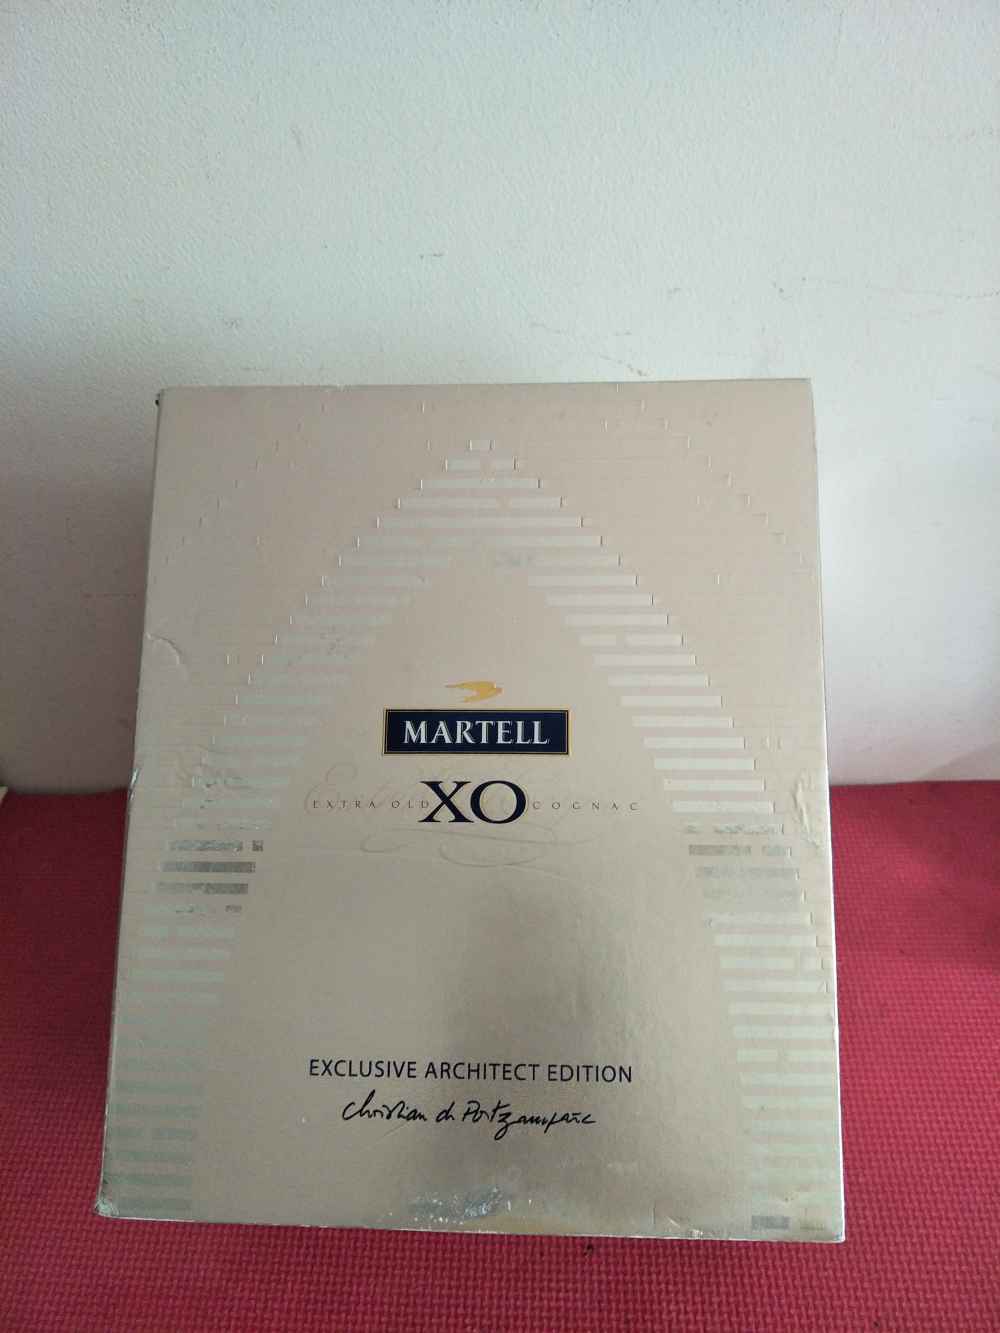 MARTELL
EXTRA OLD XO COGNAC
EXCLUSIVE ARCHITECT EDITION
Christian de Portzamparc